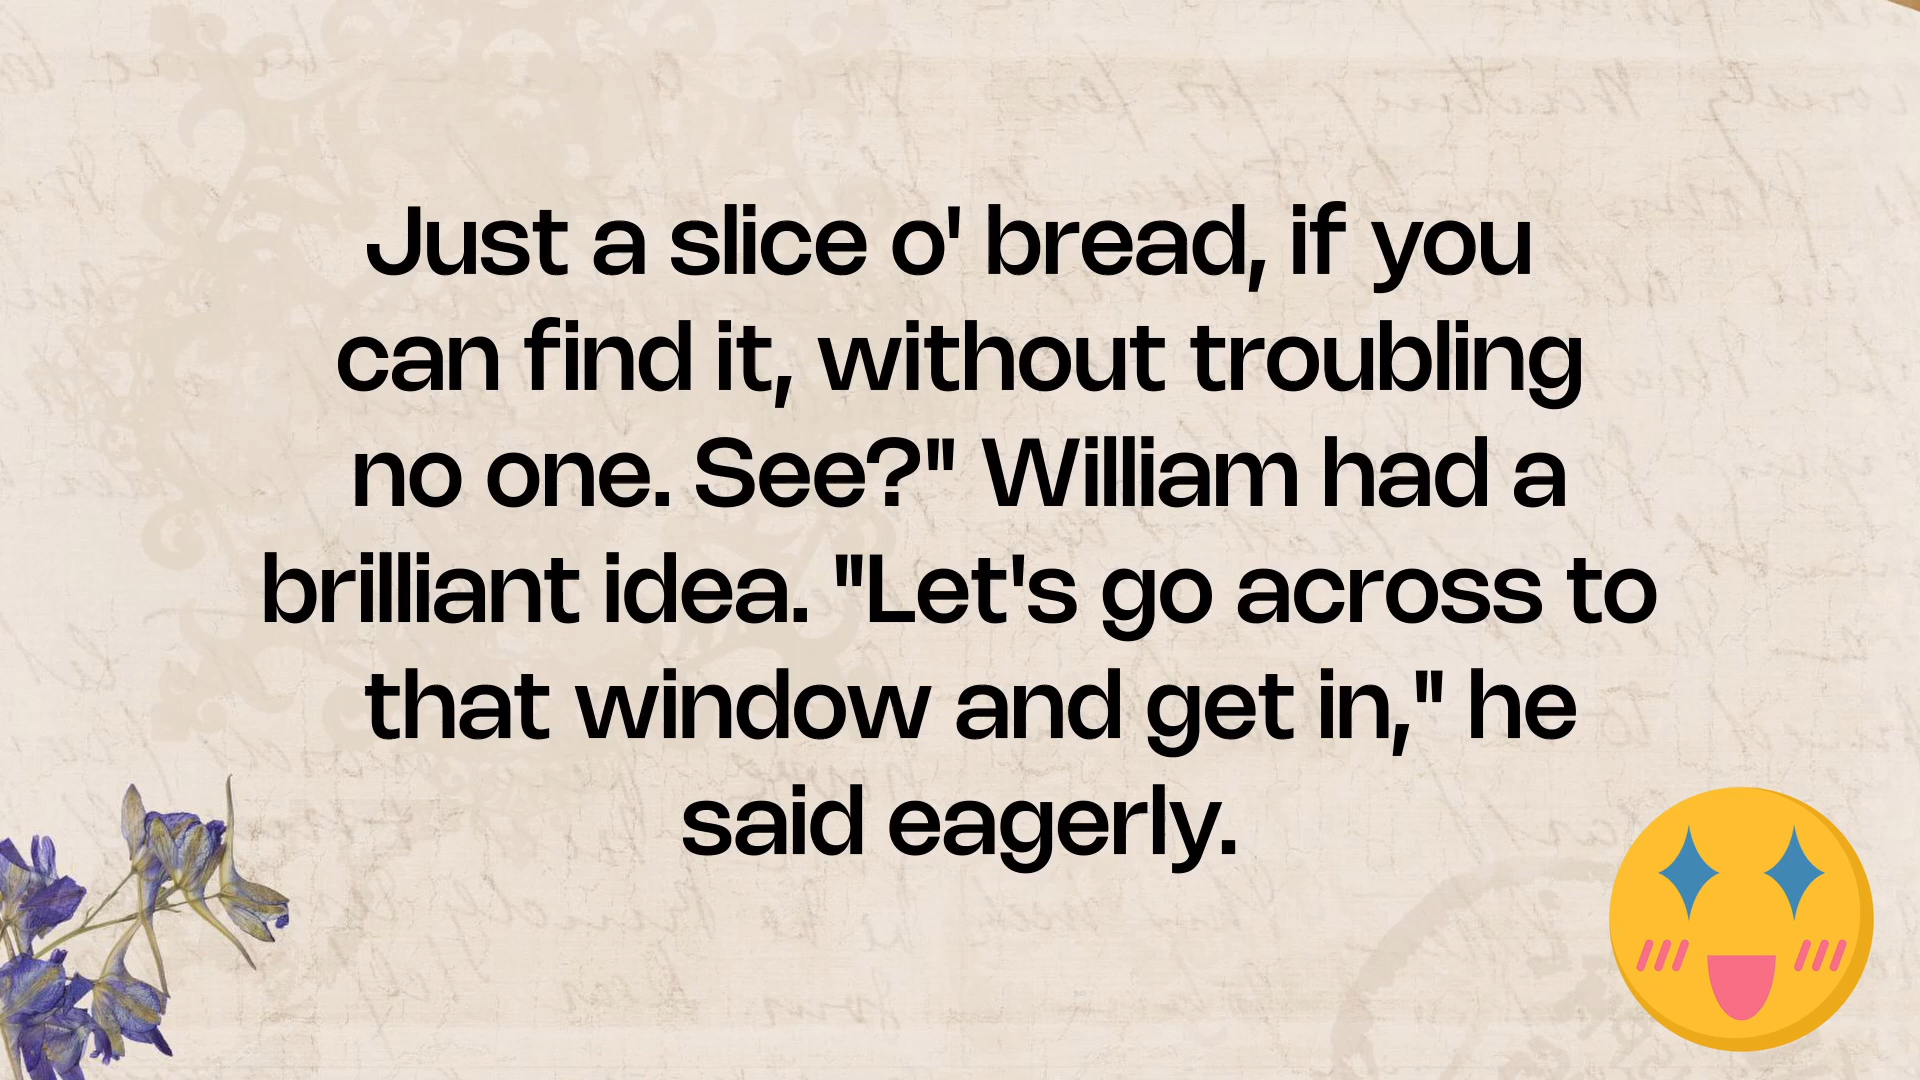 Just a slice o' bread, if you
can find it, without troubling
no one. See?" William had a
brilliant idea. "Let's go across to
that window and get in," he
said eagerly.